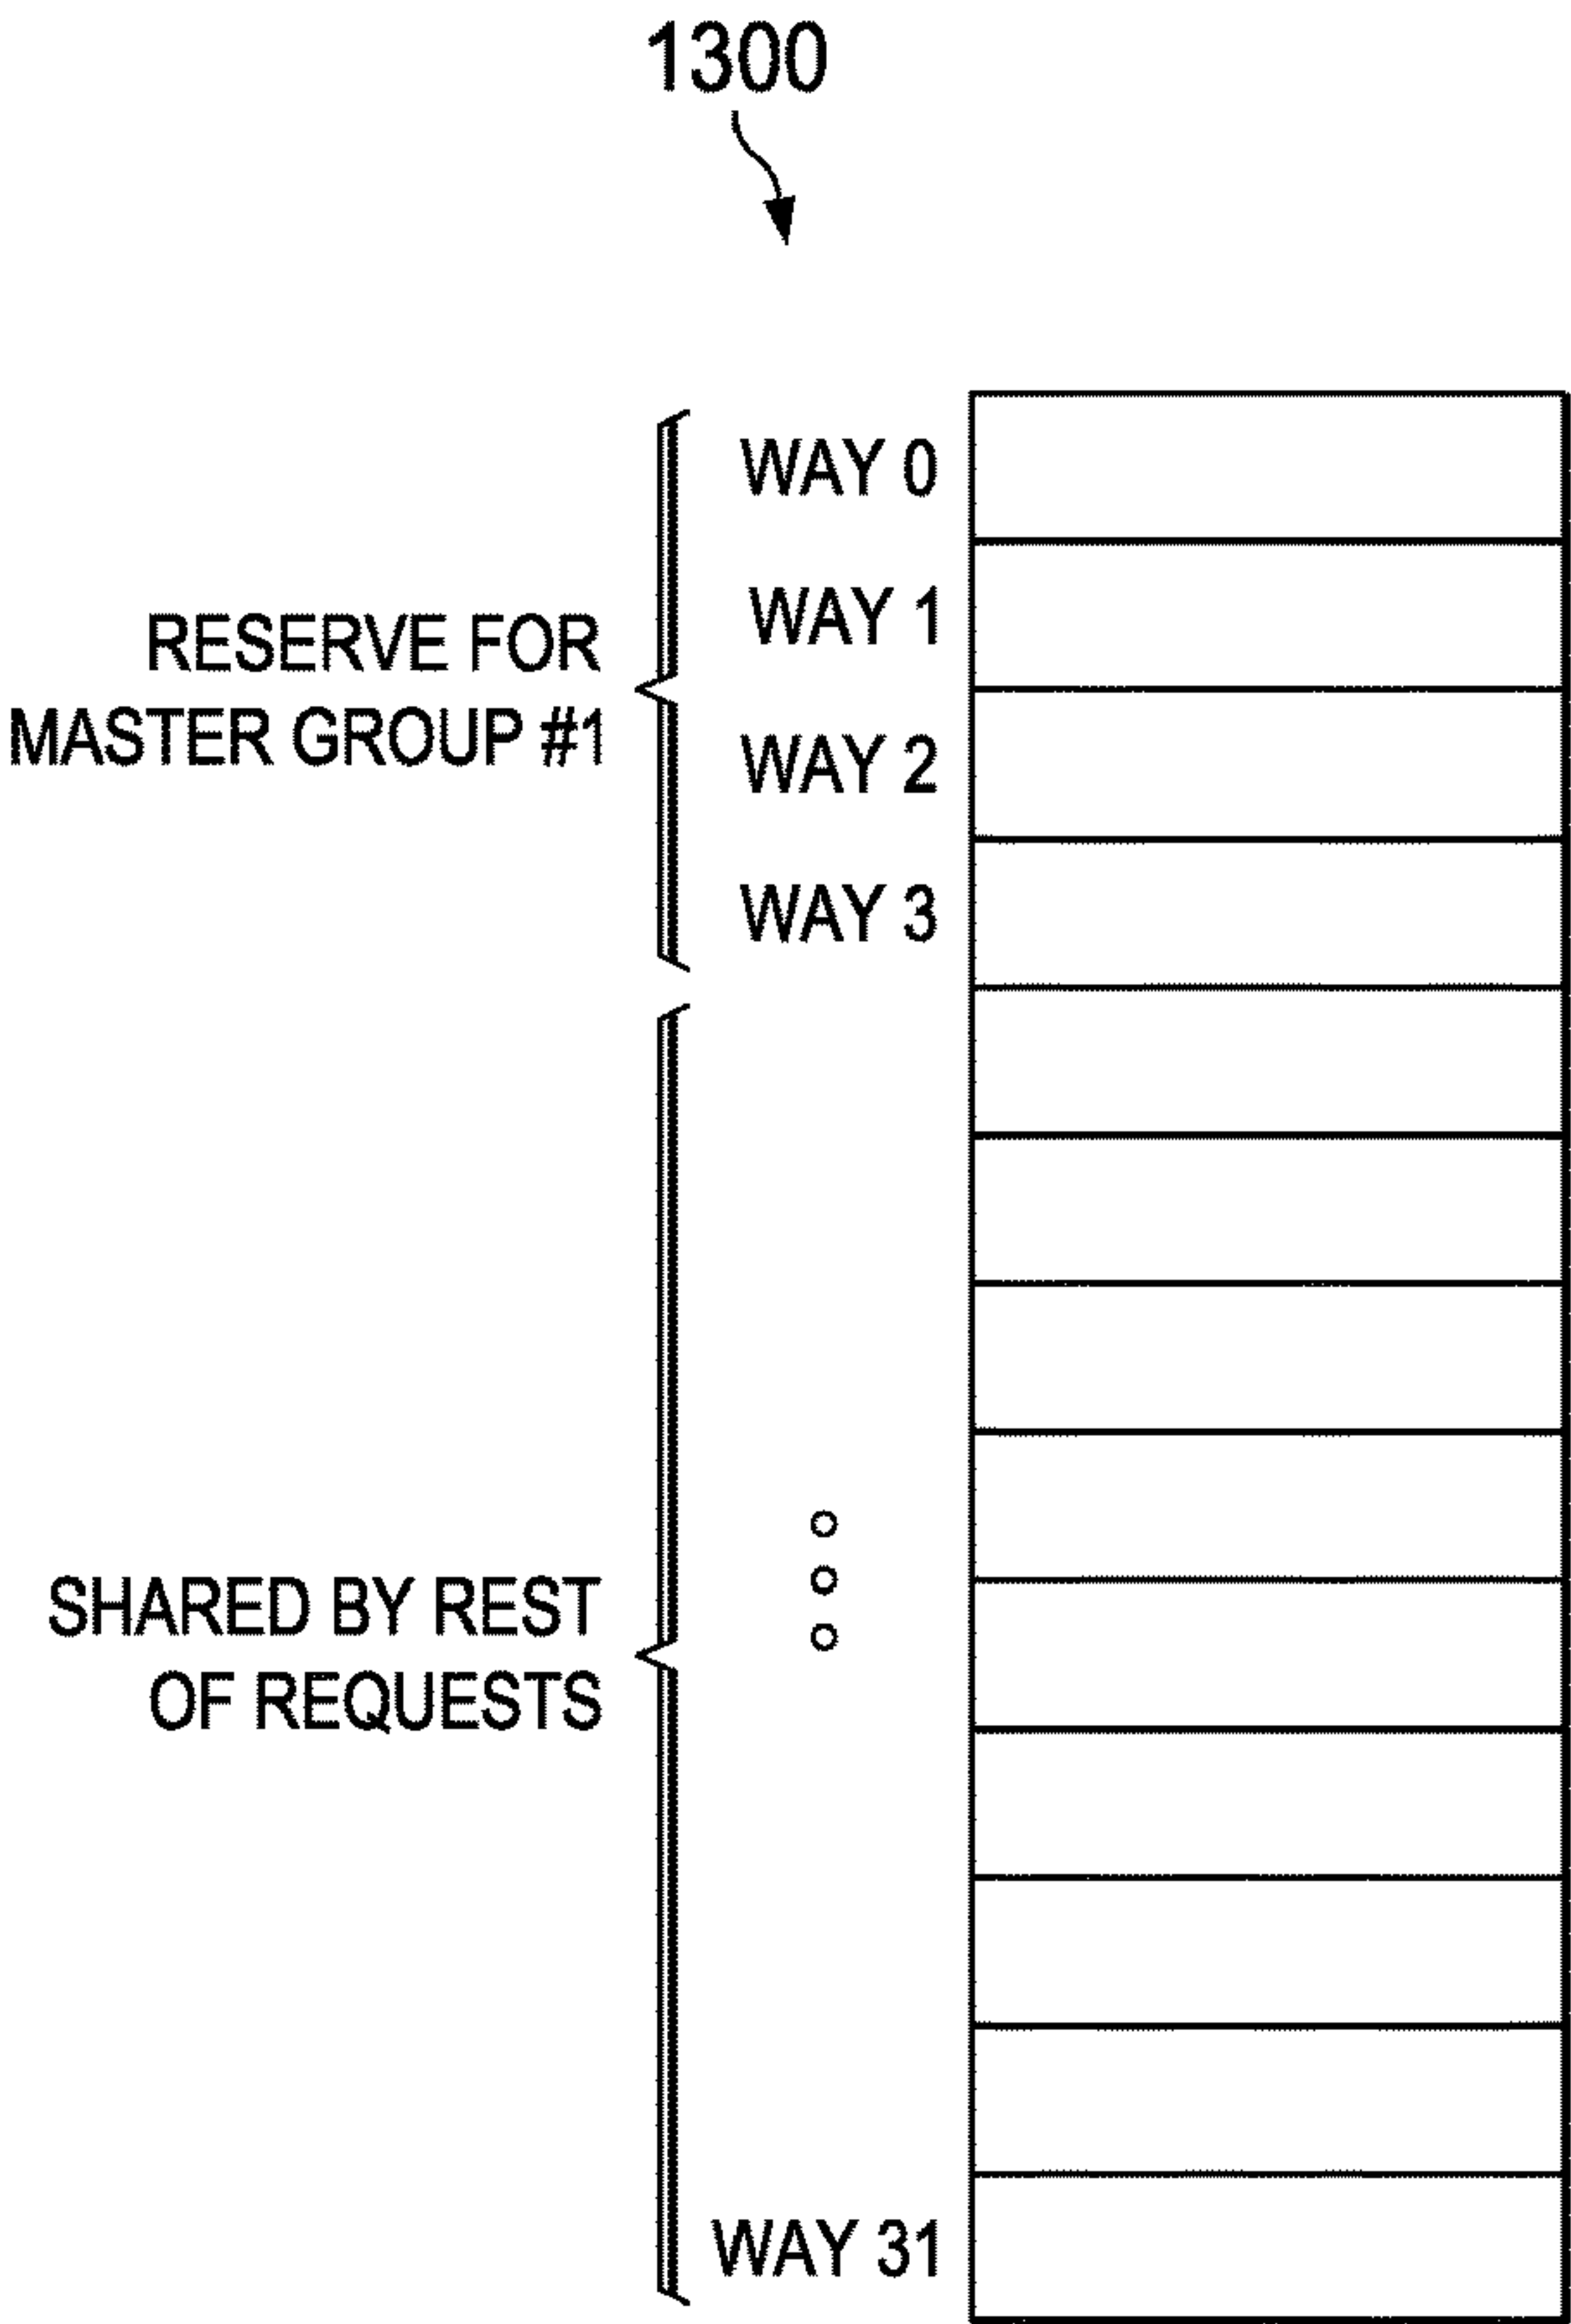 1300
WAY 0
WAY 1
RESERVE FOR
MASTER GROUP #1
WAY 2
WAY 3
SHARED BY REST
OF REQUESTS
WAY 31